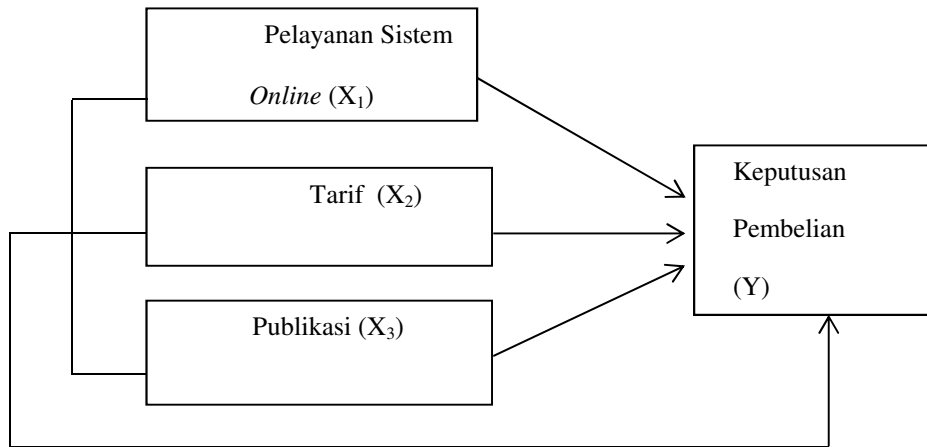 Pelayanan Sistem
Online (X₁)
Tarif (X₂)
Publikasi (X₃)
Keputusan
Pembelian
(Y)